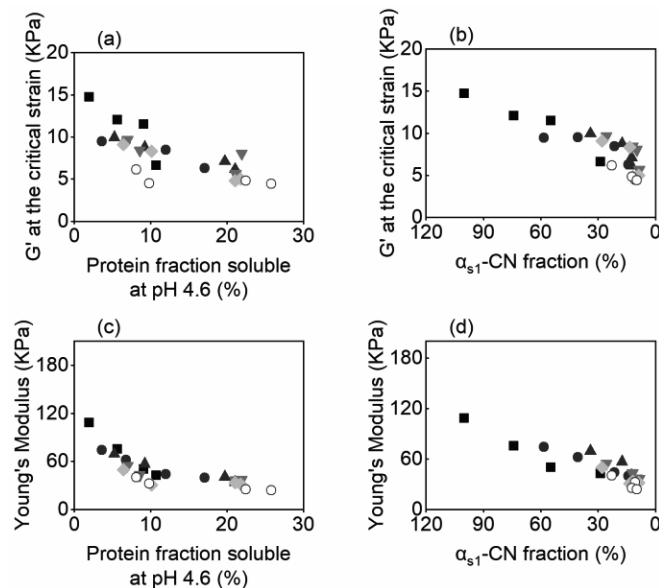 (a)
G' at the critical strain (KPa)
20
15
10
5
0
0 10 20 30
Protein fraction soluble
at pH 4.6 (%)
(b)
G' at the critical strain (KPa)
20
15
10
5
0
120 90 60 30 0
αs1-CN fraction (%)
(c)
Young's Modulus (KPa)
180
120
60
0
0 10 20 30
Protein fraction soluble
at pH 4.6 (%)
(d)
Young's Modulus (KPa)
180
120
60
0
120 90 60 30 0
αs1-CN fraction (%)